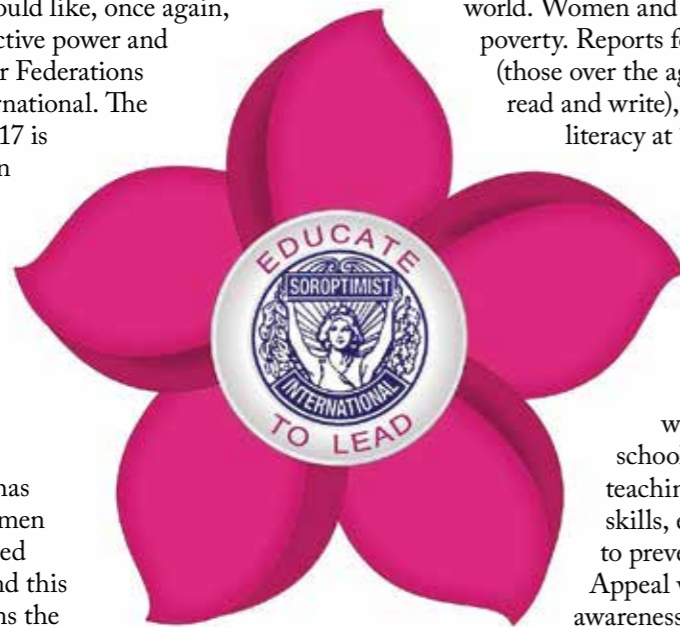 ould like, once again,
ctive power and
r Federations
rnational. The
17 is
n
has
men
ed
nd this
ns the
EDUCATE
SOROPTIMIST
INTERNATIONAL
TO LEAD
world. Women and
poverty. Reports fo
(those over the ag
read and write),
literacy at
w
school
teachin
skills, e
to preve
Appeal w
awareness